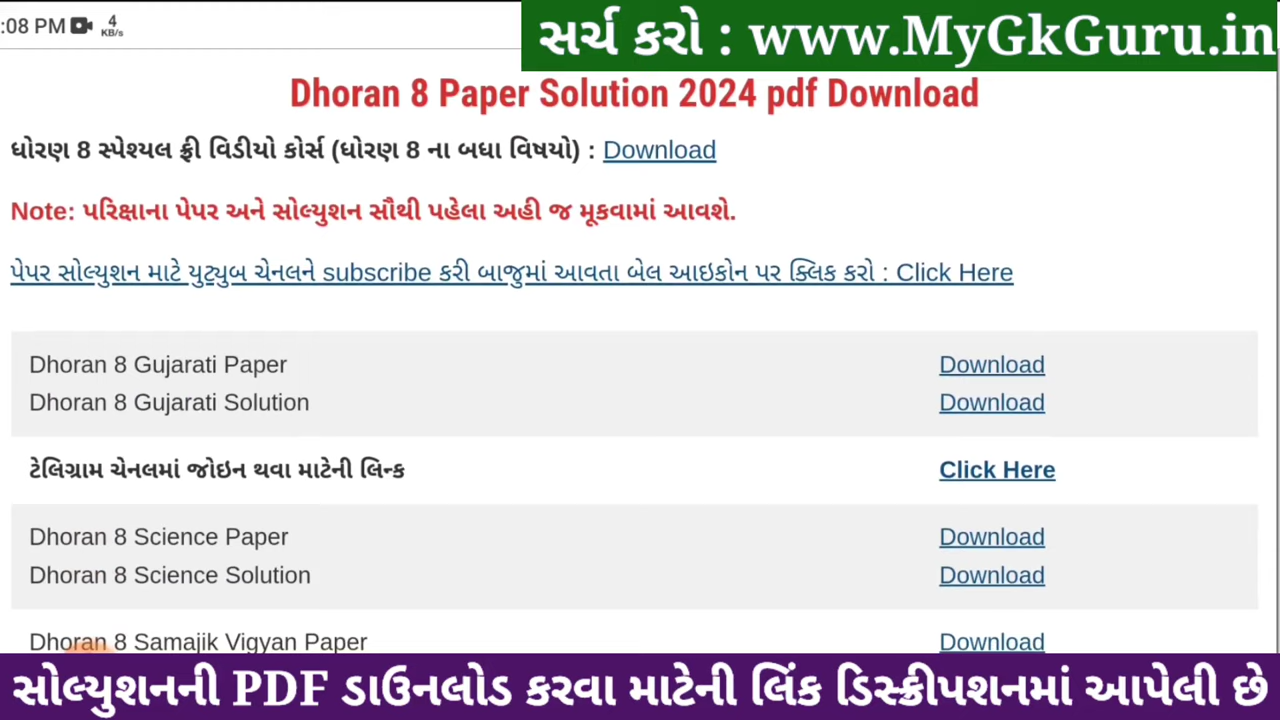 :08 PM 4 KB/s
સર્ચ કરો : www.MyGkGuru.in
Dhoran 8 Paper Solution 2024 pdf Download
ધોરણ 8 સ્પેશ્યલ ફ્રી વિડીયો કોર્સ (ધોરણ 8 ના બધા વિષયો) : Download
Note: પરિક્ષાના પેપર અને સોલ્યુશન સૌથી પહેલા અહી જ મૂકવામાં આવશે.
પેપર સોલ્યુશન માટે યુટ્યુબ ચેનલને subscribe કરી બાજુમાં આવતા બેલ આઇકોન પર ક્લિક કરો : Click Here
Dhoran 8 Gujarati Paper Download
Dhoran 8 Gujarati Solution Download
ટેલિગ્રામ ચેનલમાં જોઇન થવા માટેની લિન્ક Click Here
Dhoran 8 Science Paper Download
Dhoran 8 Science Solution Download
Dhoran 8 Samajik Vigyan Paper Download
સોલ્યુશનની PDF ડાઉનલોડ કરવા માટેની લિંક ડિસ્ક્રીપશનમાં આપેલી છે